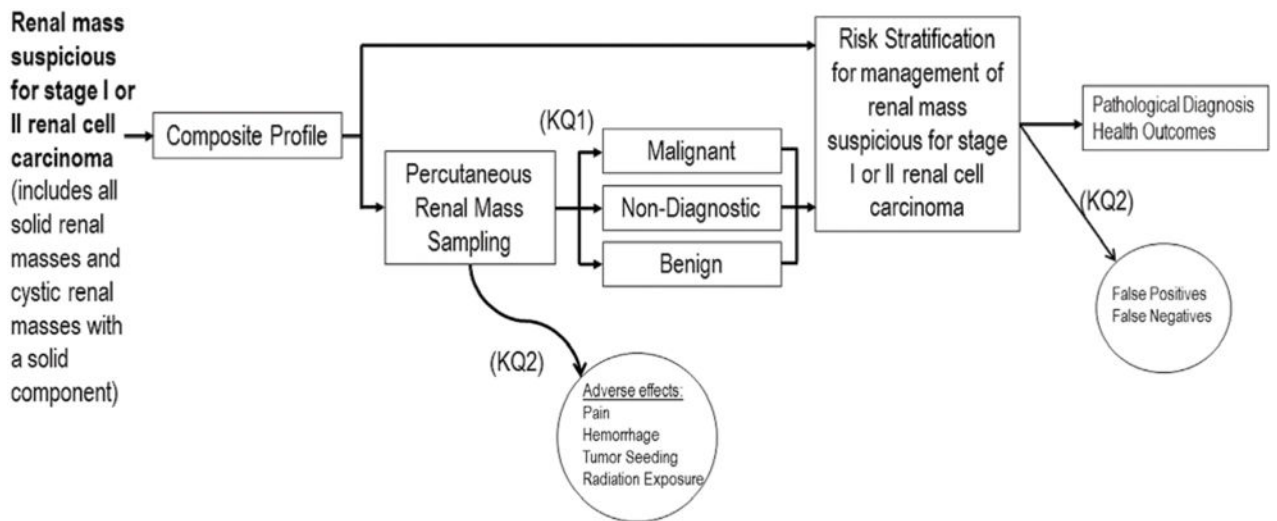 Renal mass
suspicious
for stage I or
II renal cell
carcinoma
(includes all
solid renal
masses and
cystic renal
masses with
a solid
component)
Composite Profile
Percutaneous
Renal Mass
Sampling
(KQ1)
Malignant
Non-Diagnostic
Benign
(KQ2)
Adverse effects:
Pain
Hemorrhage
Tumor Seeding
Radiation Exposure
Risk Stratification
for management of
renal mass
suspicious for stage
I or II renal cell
carcinoma
Pathological Diagnosis
Health Outcomes
(KQ2)
False Positives
False Negatives